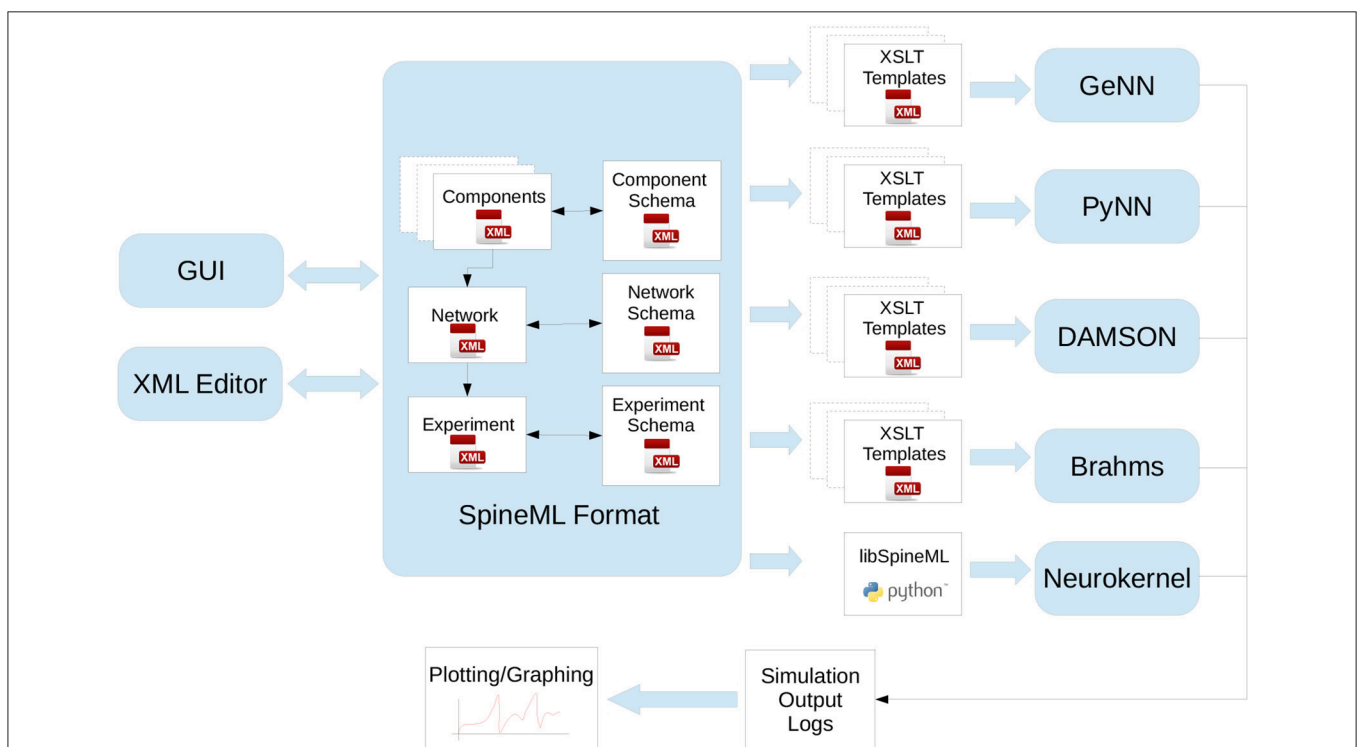 XSLT
Templates
XML
GeNN
Components
XML
Component
Schema
XML
XSLT
Templates
XML
PyNN
GUI
Network
XML
Network
Schema
XML
XSLT
Templates
XML
DAMSON
XML Editor
Experiment
XML
Experiment
Schema
XML
XSLT
Templates
XML
Brahms
SpineML Format
libSpineML
python™
Neurokernel
Plotting/Graphing
Simulation
Output
Logs